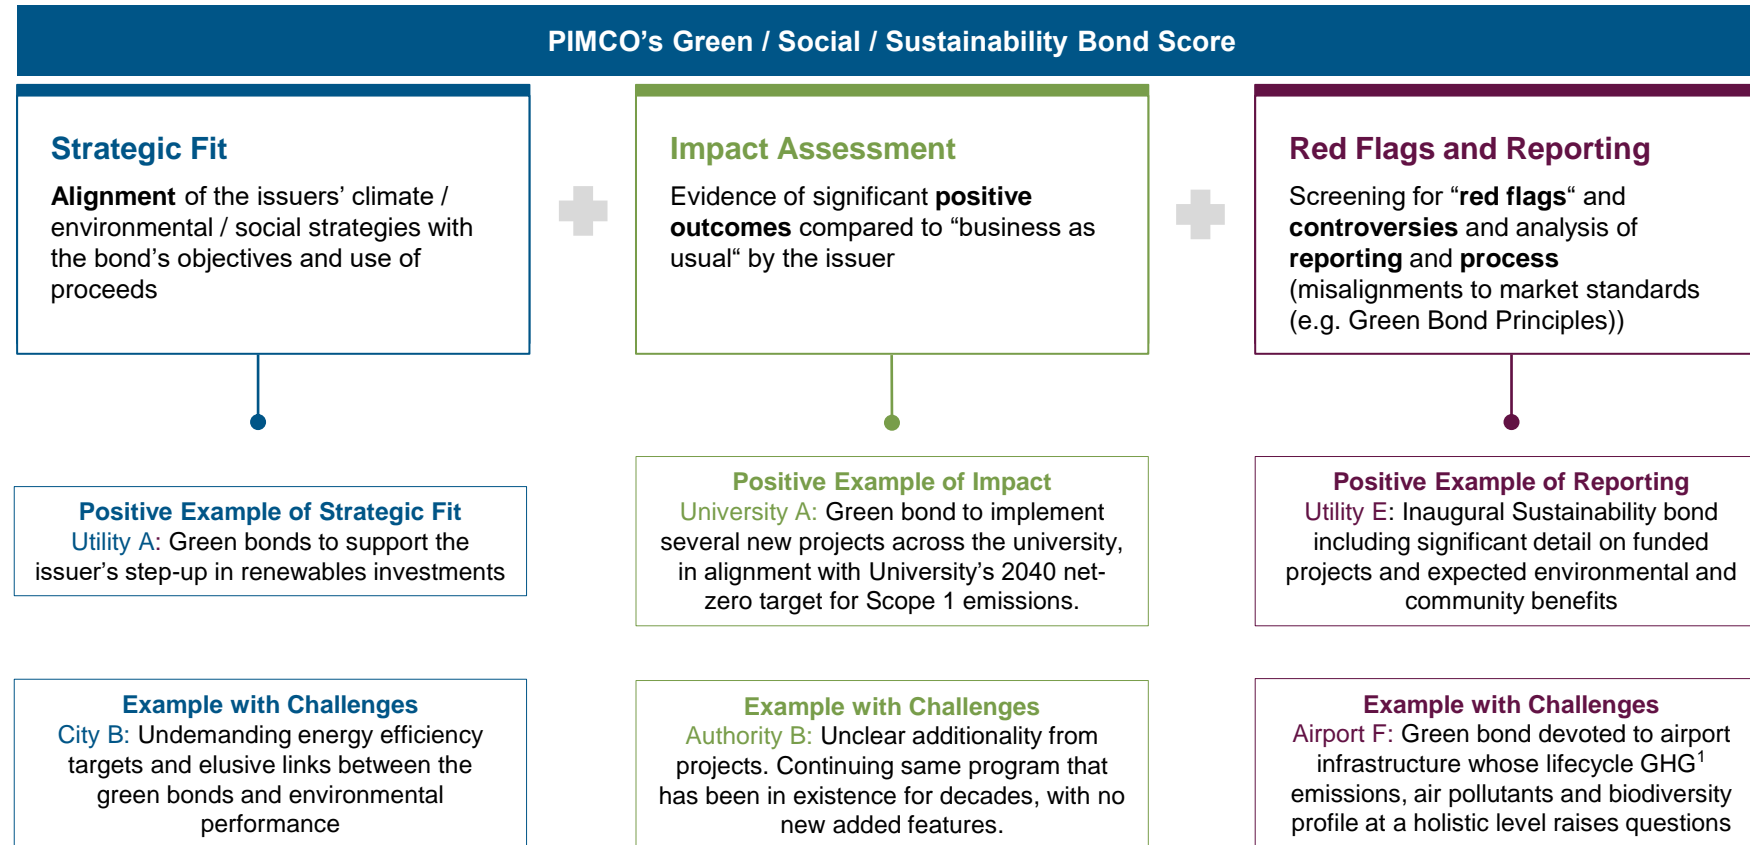 PIMCO’s Green / Social / Sustainability Bond Score
Strategic Fit
Alignment of the issuers’ climate /
environmental / social strategies with
the bond’s objectives and use of
proceeds
Impact Assessment
Evidence of significant positive
outcomes compared to “business as
usual“ by the issuer
Red Flags and Reporting
Screening for “red flags“ and
controversies and analysis of
reporting and process
(misalignments to market standards
(e.g. Green Bond Principles))
Positive Example of Strategic Fit
Utility A: Green bonds to support the
issuer’s step-up in renewables investments
Positive Example of Impact
University A: Green bond to implement
several new projects across the university,
in alignment with University’s 2040 net-
zero target for Scope 1 emissions.
Positive Example of Reporting
Utility E: Inaugural Sustainability bond
including significant detail on funded
projects and expected environmental and
community benefits
Example with Challenges
City B: Undemanding energy efficiency
targets and elusive links between the
green bonds and environmental
performance
Example with Challenges
Authority B: Unclear additionality from
projects. Continuing same program that
has been in existence for decades, with no
new added features.
Example with Challenges
Airport F: Green bond devoted to airport
infrastructure whose lifecycle GHG¹
emissions, air pollutants and biodiversity
profile at a holistic level raises questions